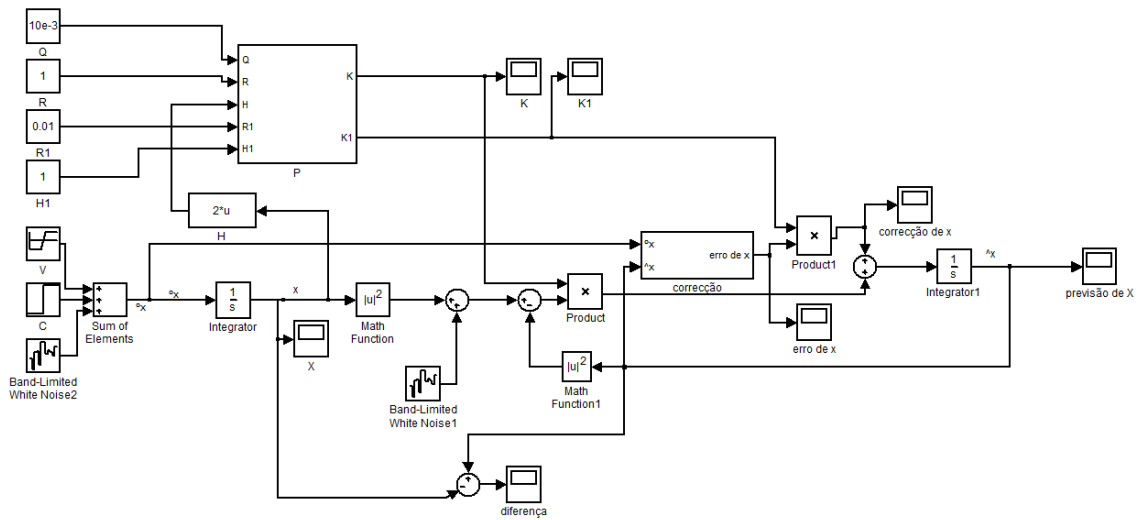 10e-3
Q
1
R
0.01
R1
1
H1
Q
R
H
R1
H1
K
K1
P
K
K1
2*u
H
V
C
Band-Limited
White Noise2
+
+
+
Sum of
Elements
°x
°x
1
s
Integrator
x
X
|u|²
Math
Function
+
+
Band-Limited
White Noise1
+
−
×
Product
|u|²
Math
Function1
°x
^x
erro de x
correcção
×
Product1
correcção de x
erro de x
+
+
1
s
Integrator1
^x
previsão de X
+
−
diferença